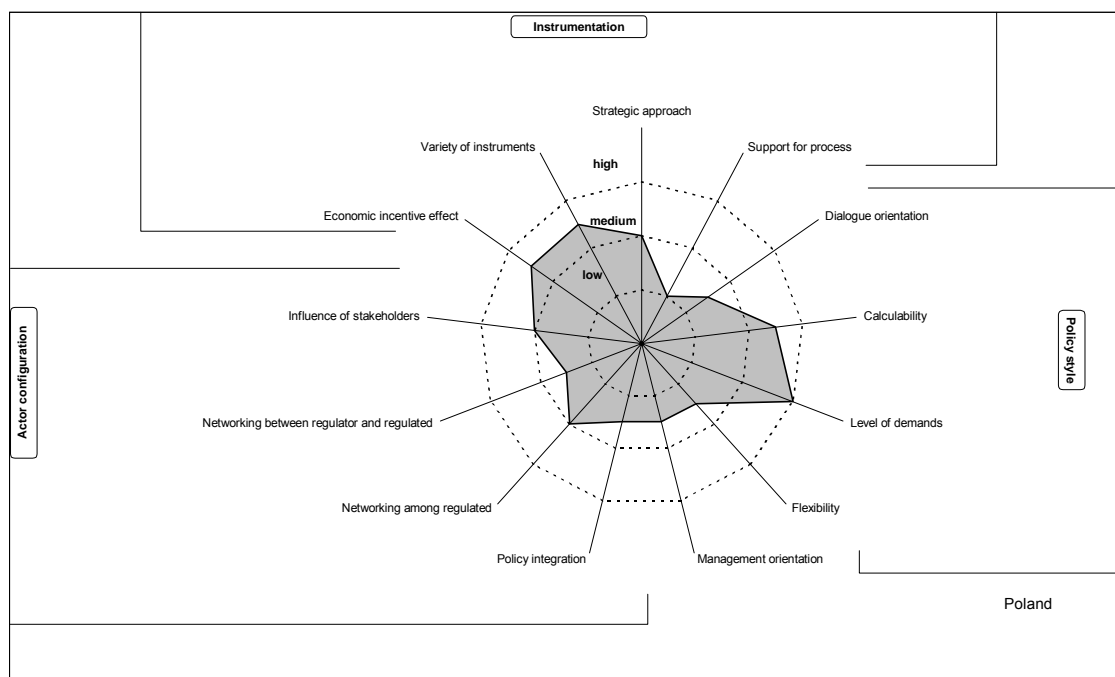 Instrumentation
Strategic approach
Variety of instruments
Support for process
high
Economic incentive effect
medium
Dialogue orientation
low
Influence of stakeholders
Calculability
Actor configuration
Policy style
Networking between regulator and regulated
Level of demands
Networking among regulated
Flexibility
Policy integration
Management orientation
Poland